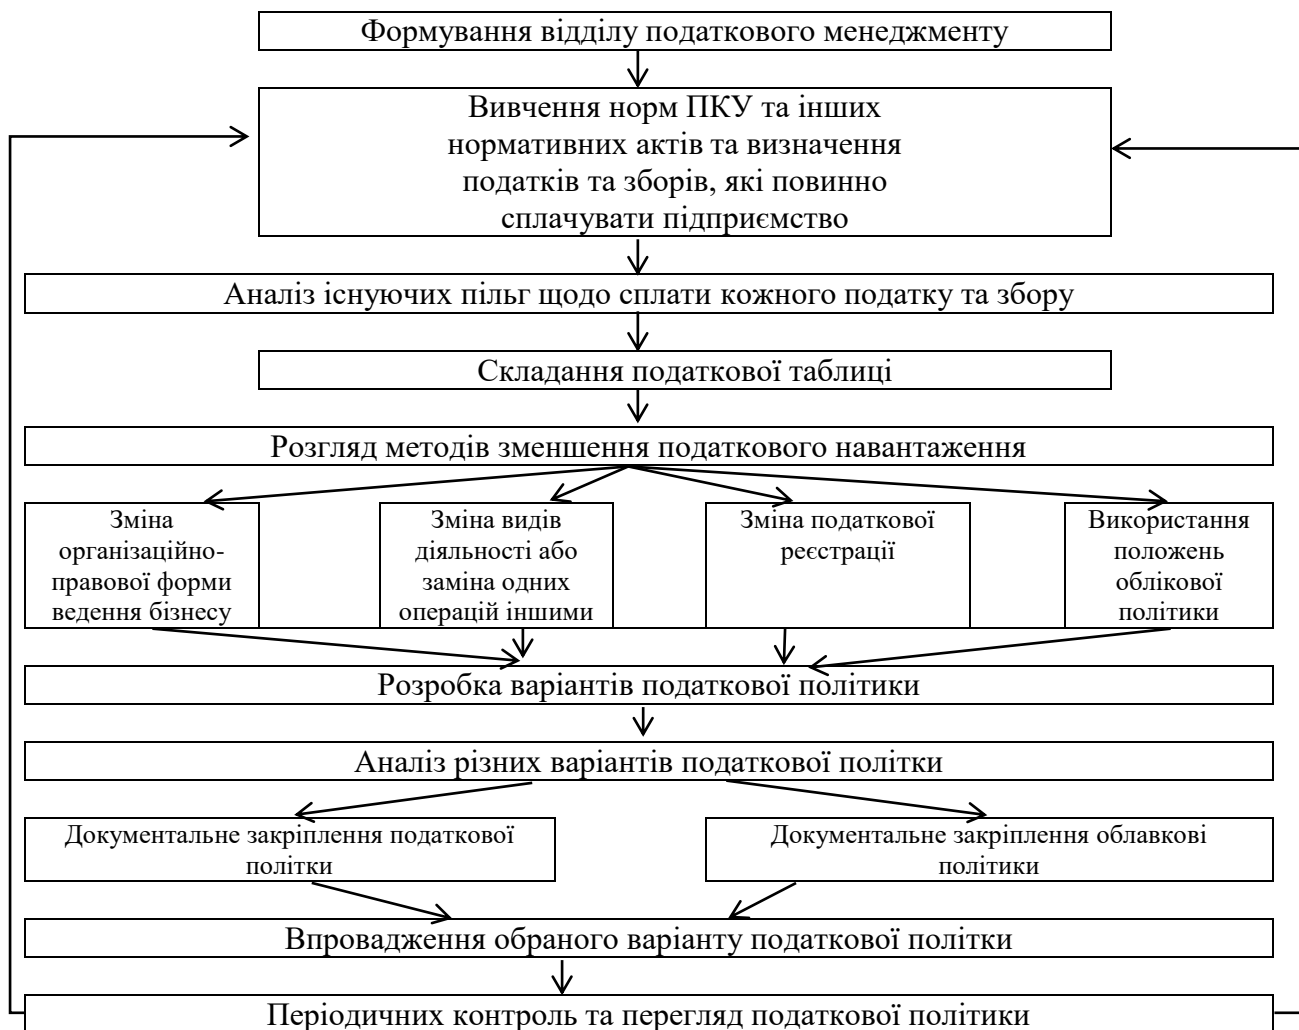 Формування відділу податкового менеджменту
Вивчення норм ПКУ та інших
нормативних актів та визначення
податків та зборів, які повинно
сплачувати підприємство
Аналіз існуючих пільг щодо сплати кожного податку та збору
Складання податкової таблиці
Розгляд методів зменшення податкового навантаження
Зміна
організаційно-
правової форми
ведення бізнесу
Зміна видів
діяльності або
заміна одних
операцій іншими
Зміна податкової
реєстрації
Використання
положень
облікової
політики
Розробка варіантів податкової політики
Аналіз різних варіантів податкової політки
Документальне закріплення податкової
політки
Документальне закріплення облавкові
політики
Впровадження обраного варіанту податкової політки
Періодичних контроль та перегляд податкової політики